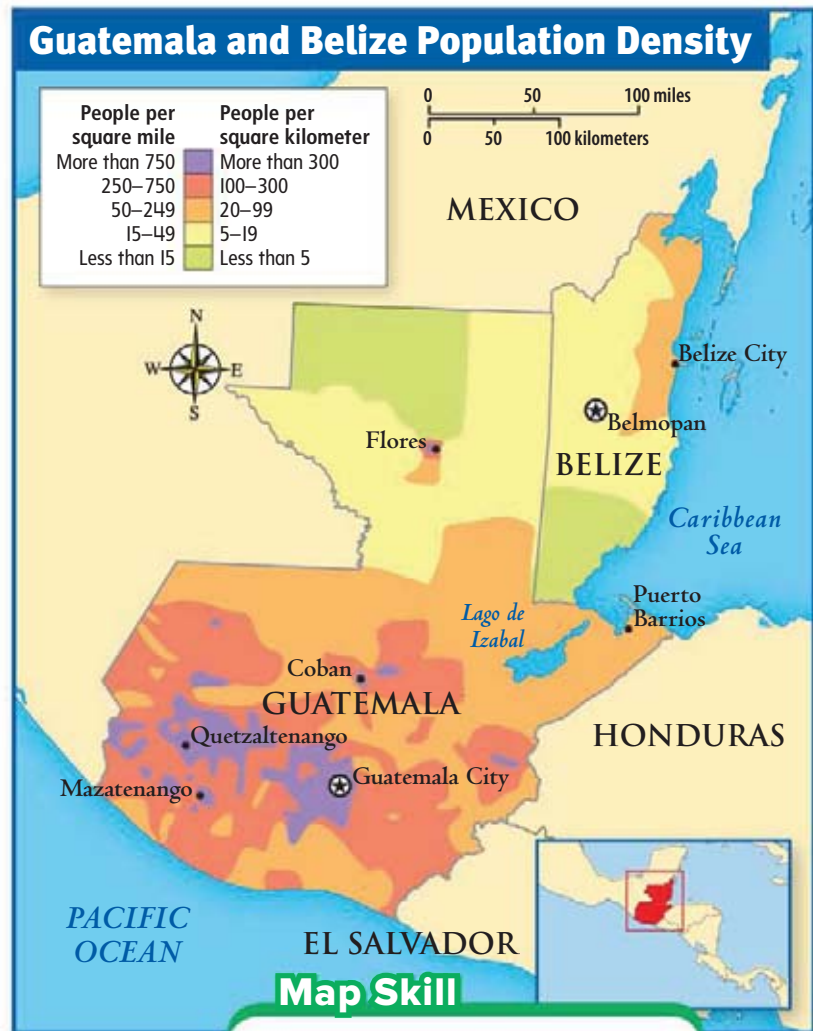 Guatemala and Belize Population Density
People per
square mile
People per
square kilometer
More than 750 More than 300
250–750 100–300
50–249 20–99
15–49 5–19
Less than 15 Less than 5
0 50 100 miles
0 50 100 kilometers
MEXICO
N
W E
S
Belize City
Belmopan
Flores
BELIZE
Caribbean
Sea
Puerto
Barrios
Lago de
Izabal
Coban
GUATEMALA
Quetzaltenango
HONDURAS
Guatemala City
Mazatenango
PACIFIC
OCEAN
EL SALVADOR
Map Skill